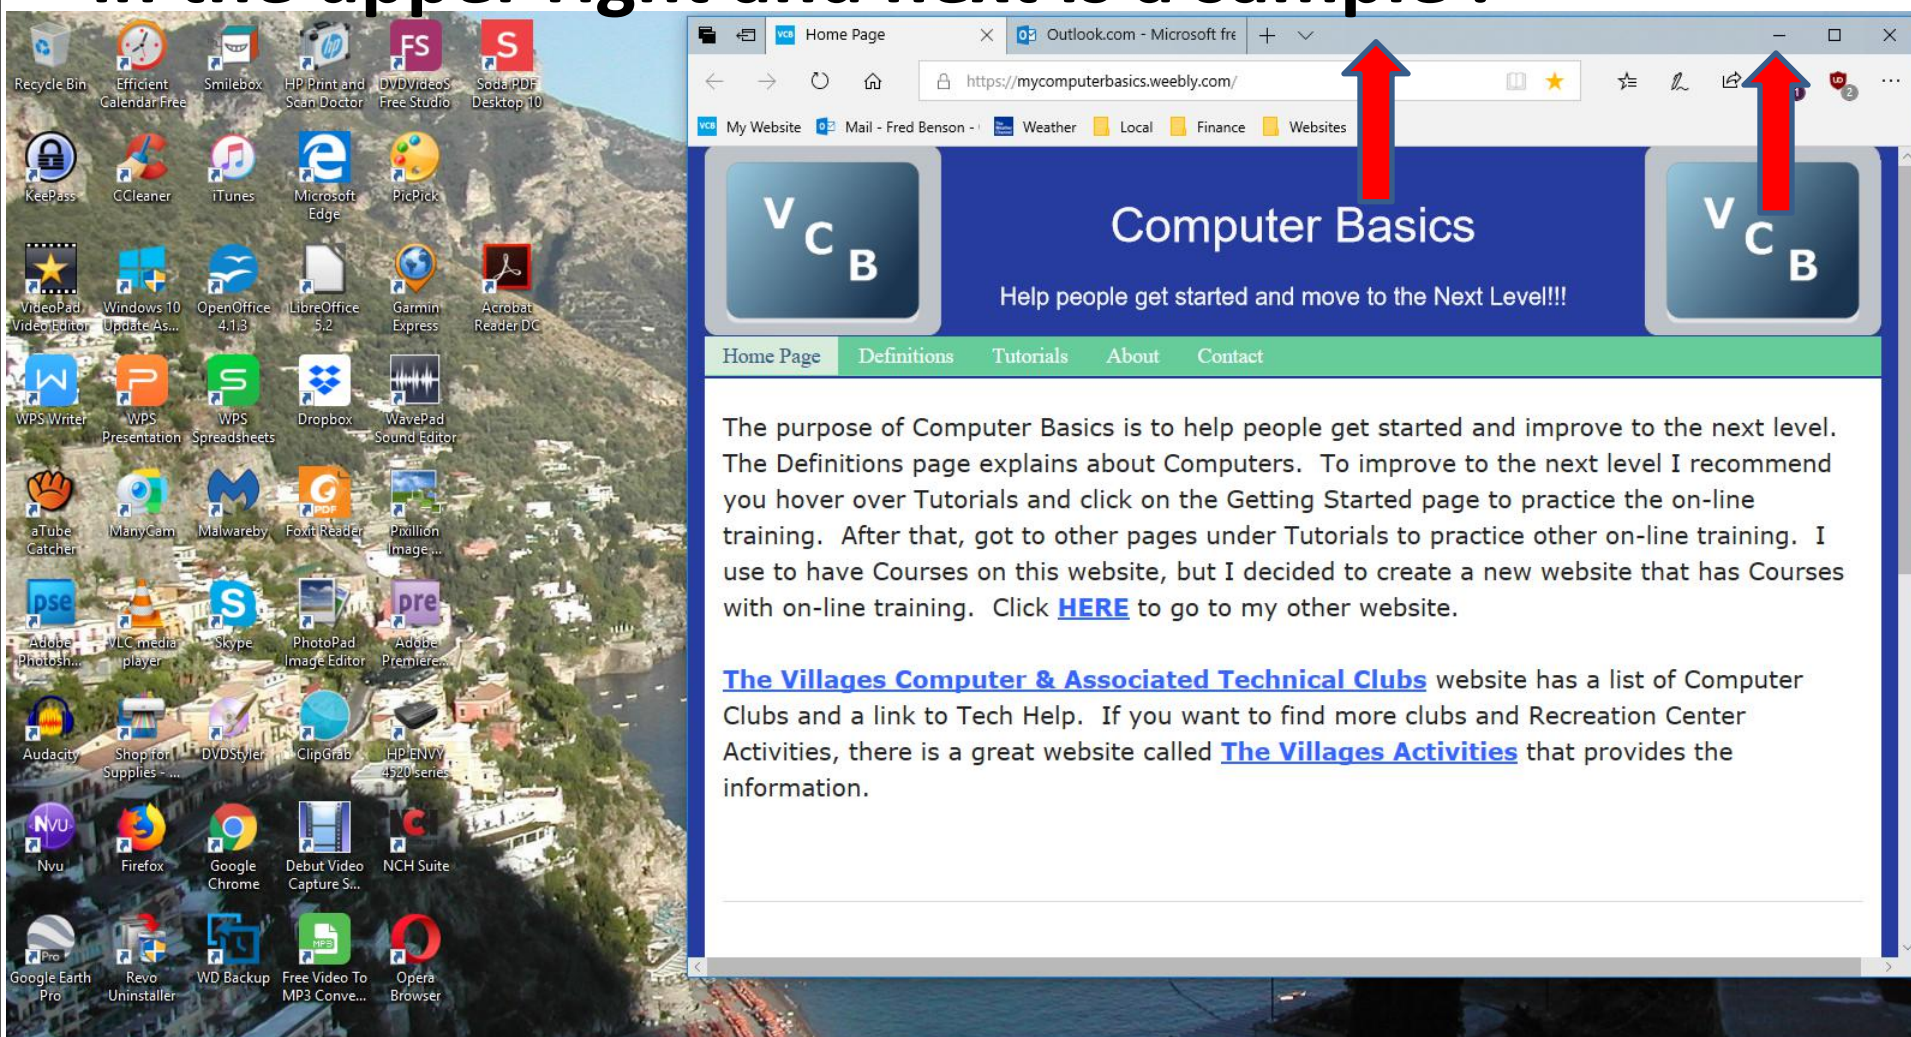 in the upper right and next is a sample .
Recycle Bin
Efficient
Calendar Free
Smilebox
HP Print and
Scan Doctor
DVDVideoS
Free Studio
Soda PDF
Desktop 10
KeePass
CCleaner
iTunes
Microsoft
Edge
PicPick
VideoPad
Video Editor
Windows 10
Update As...
OpenOffice
4.1.3
LibreOffice
5.2
Garmin
Express
Acrobat
Reader DC
WPS Writer
WPS
Presentation
WPS
Spreadsheets
Dropbox
WavePad
Sound Editor
aTube
Catcher
ManyCam
Malwareby
Foxit Reader
Pixillion
Image ...
Adobe
Photosh...
VLC media
player
Skype
PhotoPad
Image Editor
Adobe
Premiere...
Audacity
Shop for
Supplies - ...
DVDStyler
ClipGrab
HP ENVY
4520 series
Nvu
Firefox
Google
Chrome
Debut Video
Capture S...
NCH Suite
Google Earth
Pro
Revo
Uninstaller
WD Backup
Free Video To
MP3 Conve...
Opera
Browser
VCB Home Page
Outlook.com - Microsoft fre
https://mycomputerbasics.weebly.com/
VCB My Website
Mail - Fred Benson -
Weather
Local
Finance
Websites
V C B
Computer Basics
Help people get started and move to the Next Level!!!
V C B
Home Page Definitions Tutorials About Contact
The purpose of Computer Basics is to help people get started and improve to the next level.
The Definitions page explains about Computers. To improve to the next level I recommend
you hover over Tutorials and click on the Getting Started page to practice the on-line
training. After that, got to other pages under Tutorials to practice other on-line training. I
use to have Courses on this website, but I decided to create a new website that has Courses
with on-line training. Click HERE to go to my other website.
The Villages Computer & Associated Technical Clubs website has a list of Computer
Clubs and a link to Tech Help. If you want to find more clubs and Recreation Center
Activities, there is a great website called The Villages Activities that provides the
information.